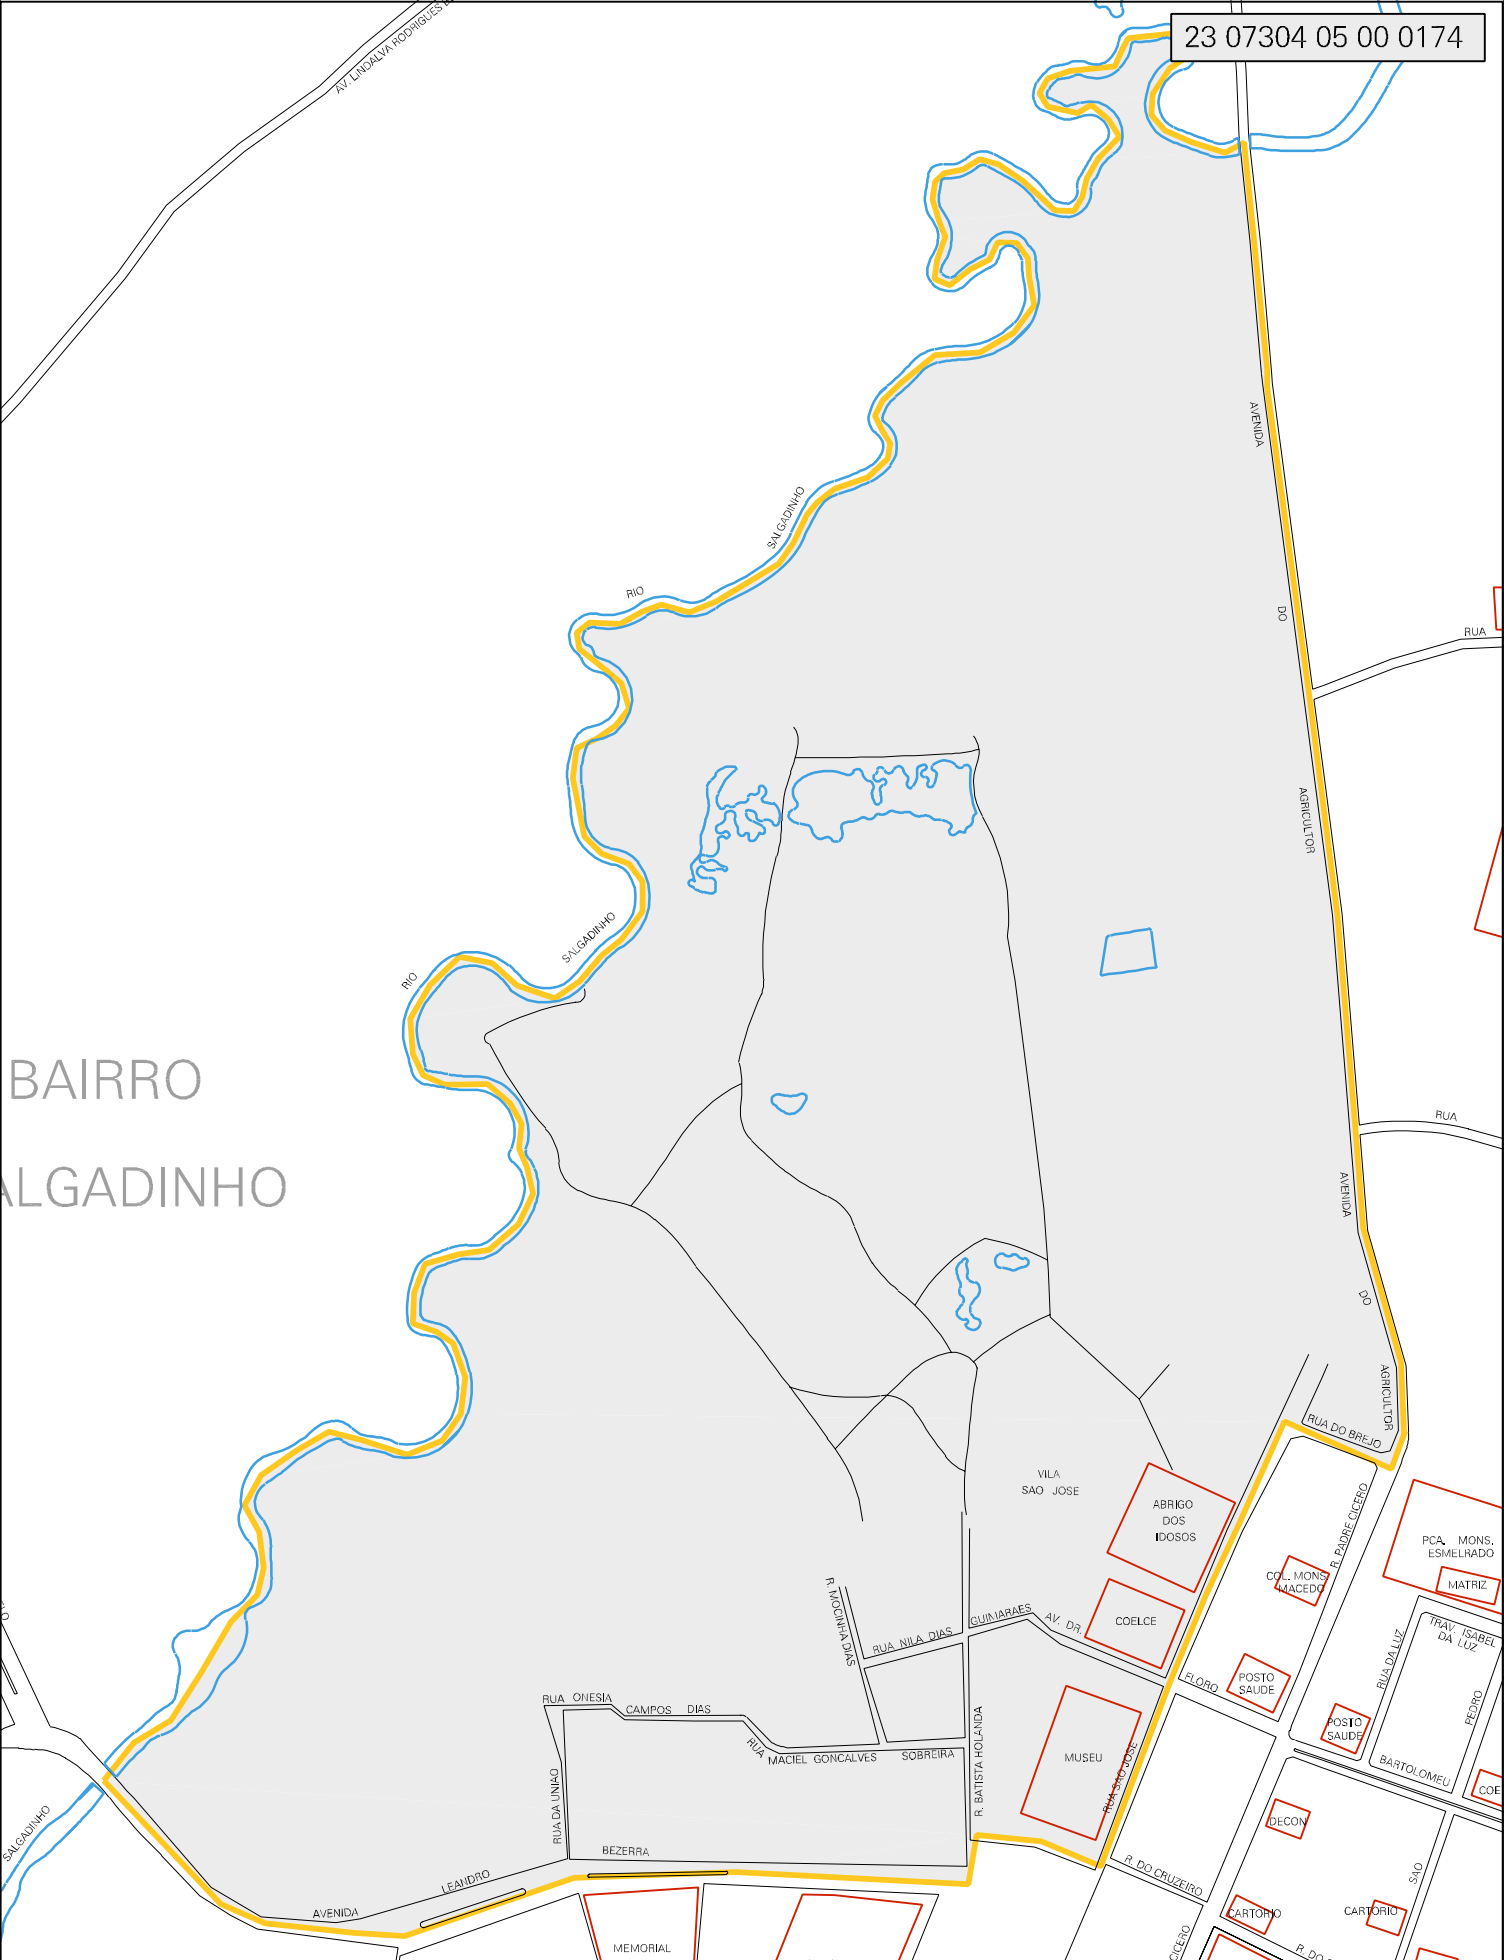 23 07304 05 00 0174
AV. LINDALVA RODRIGUES
AVENIDA
SALGADINHO
RIO
DO
RUA
AGRICULTOR
SALGADINHO
RIO
BAIRRO
ALGADINHO
RUA
AVENIDA
DO
AGRICULTOR
RUA DO BREJO
VILA
SAO JOSE
ABRIGO
DOS
IDOSOS
R. PADRE CICERO
PCA. MONS.
ESMELRADO
MATRIZ
COL. MONS.
MACEDO
R. MOCINHA DIAS
RUA NILA DIAS
GUIMARAES
AV. DR.
COELCE
FLORO
TRAV. ISABEL
DA LUZ
RUA DA LUZ
POSTO
SAUDE
PEDRO
RUA ONESIA
CAMPOS DIAS
POSTO
SAUDE
RUA
MACIEL GONCALVES
SOBREIRA
R. BATISTA HOLANDA
MUSEU
RUA SAO JOSE
BARTOLOMEU
COE
RUA DA UNIAO
SALGADINHO
DECON
BEZERRA
LEANDRO
AVENIDA
R. DO CRUZEIRO
SAO
CARTORIO
CARTORIO
MEMORIAL
CICERO
R. DO